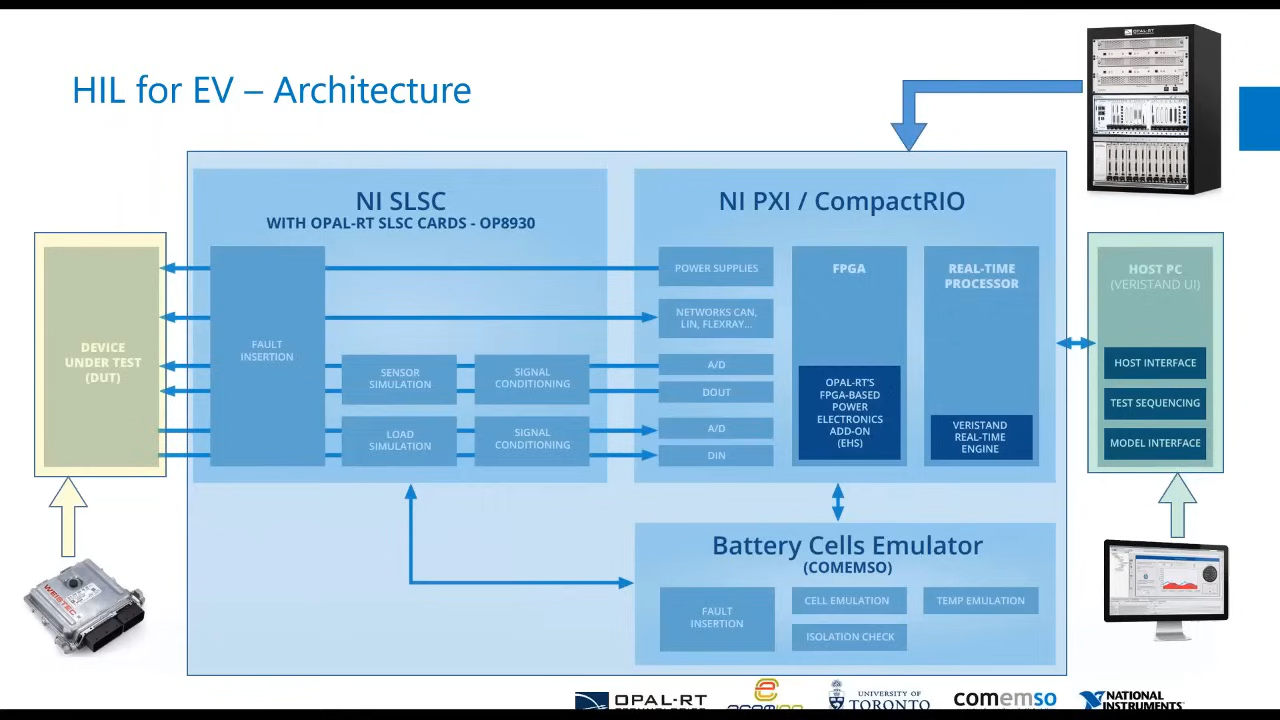 HIL for EV – Architecture
OPAL-RT
NI SLSC
WITH OPAL-RT SLSC CARDS - OP8930
NI PXI / CompactRIO
DEVICE
UNDER TEST
(DUT)
FAULT
INSERTION
SENSOR
SIMULATION
SIGNAL
CONDITIONING
LOAD
SIMULATION
SIGNAL
CONDITIONING
POWER SUPPLIES
NETWORKS CAN,
LIN, FLEXRAY...
A/D
DOUT
A/D
DIN
FPGA
OPAL-RT'S
FPGA-BASED
POWER
ELECTRONICS
ADD-ON
(EHS)
REAL-TIME
PROCESSOR
VERISTAND
REAL-TIME
ENGINE
HOST PC
(VERISTAND UI)
HOST INTERFACE
TEST SEQUENCING
MODEL INTERFACE
Battery Cells Emulator
(COMEMSO)
FAULT
INSERTION
CELL EMULATION
TEMP EMULATION
ISOLATION CHECK
WEISTEC
OPAL-RT
UNIVERSITY OF
TORONTO
comemso
NATIONAL
INSTRUMENTS